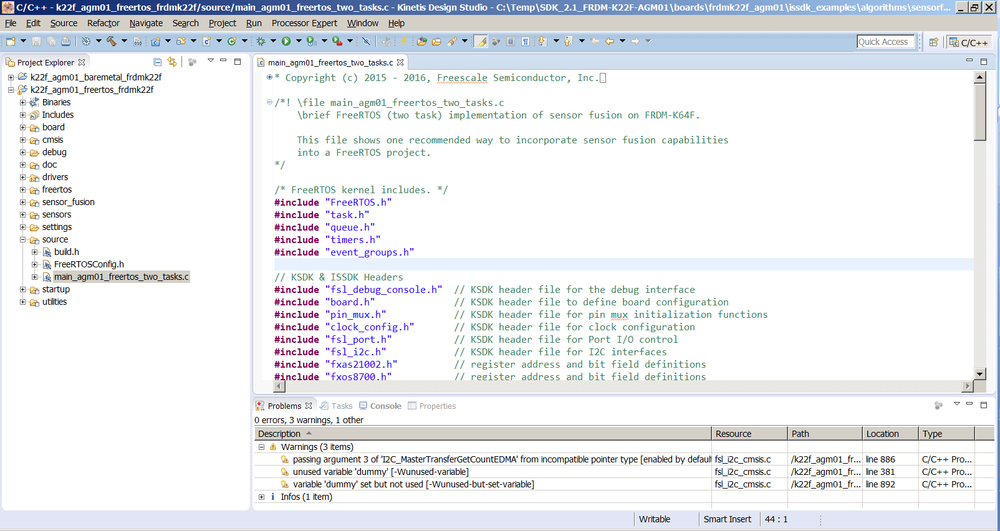 C/C++ - k22f_agm01_freertos_frdmk22f/source/main_agm01_freertos_two_tasks.c - Kinetis Design Studio - C:\Temp\SDK_2.1_FRDM-K22F-AGM01\boards\frdmk22f_agm01\issdk_examples\algorithms\sensorf...
File Edit Source Refactor Navigate Search Project Run Processor Expert Window Help
010
Quick Access
C/C++
Project Explorer
k22f_agm01_baremetal_frdmk22f
k22f_agm01_freertos_frdmk22f
Binaries
Includes
board
cmsis
debug
doc
drivers
freertos
sensor_fusion
sensors
settings
source
build.h
FreeRTOSConfig.h
main_agm01_freertos_two_tasks.c
startup
utilities
main_agm01_freertos_two_tasks.c
* Copyright (c) 2015 - 2016, Freescale Semiconductor, Inc.
/*! \file main_agm01_freertos_two_tasks.c
\brief FreeRTOS (two task) implementation of sensor fusion on FRDM-K64F.
This file shows one recommended way to incorporate sensor fusion capabilities
into a FreeRTOS project.
*/
/* FreeRTOS kernel includes. */
#include "FreeRTOS.h"
#include "task.h"
#include "queue.h"
#include "timers.h"
#include "event_groups.h"
// KSDK & ISSDK Headers
#include "fsl_debug_console.h" // KSDK header file for the debug interface
#include "board.h" // KSDK header file to define board configuration
#include "pin_mux.h" // KSDK header file for pin mux initialization functions
#include "clock_config.h" // KSDK header file for clock configuration
#include "fsl_port.h" // KSDK header file for Port I/O control
#include "fsl_i2c.h" // KSDK header file for I2C interfaces
#include "fxas21002.h" // register address and bit field definitions
#include "fxos8700.h" // register address and bit field definitions
Problems Tasks Console Properties
0 errors, 3 warnings, 1 other
Description Resource Path Location Type
Warnings (3 items)
passing argument 3 of 'I2C_MasterTransferGetCountEDMA' from incompatible pointer type [enabled by default fsl_i2c_cmsis.c /k22f_agm01_fr... line 886 C/C++ Pro...
unused variable 'dummy' [-Wunused-variable] fsl_i2c_cmsis.c /k22f_agm01_fr... line 381 C/C++ Pro...
variable 'dummy' set but not used [-Wunused-but-set-variable] fsl_i2c_cmsis.c /k22f_agm01_fr... line 892 C/C++ Pro...
Infos (1 item)
Writable Smart Insert 44 : 1